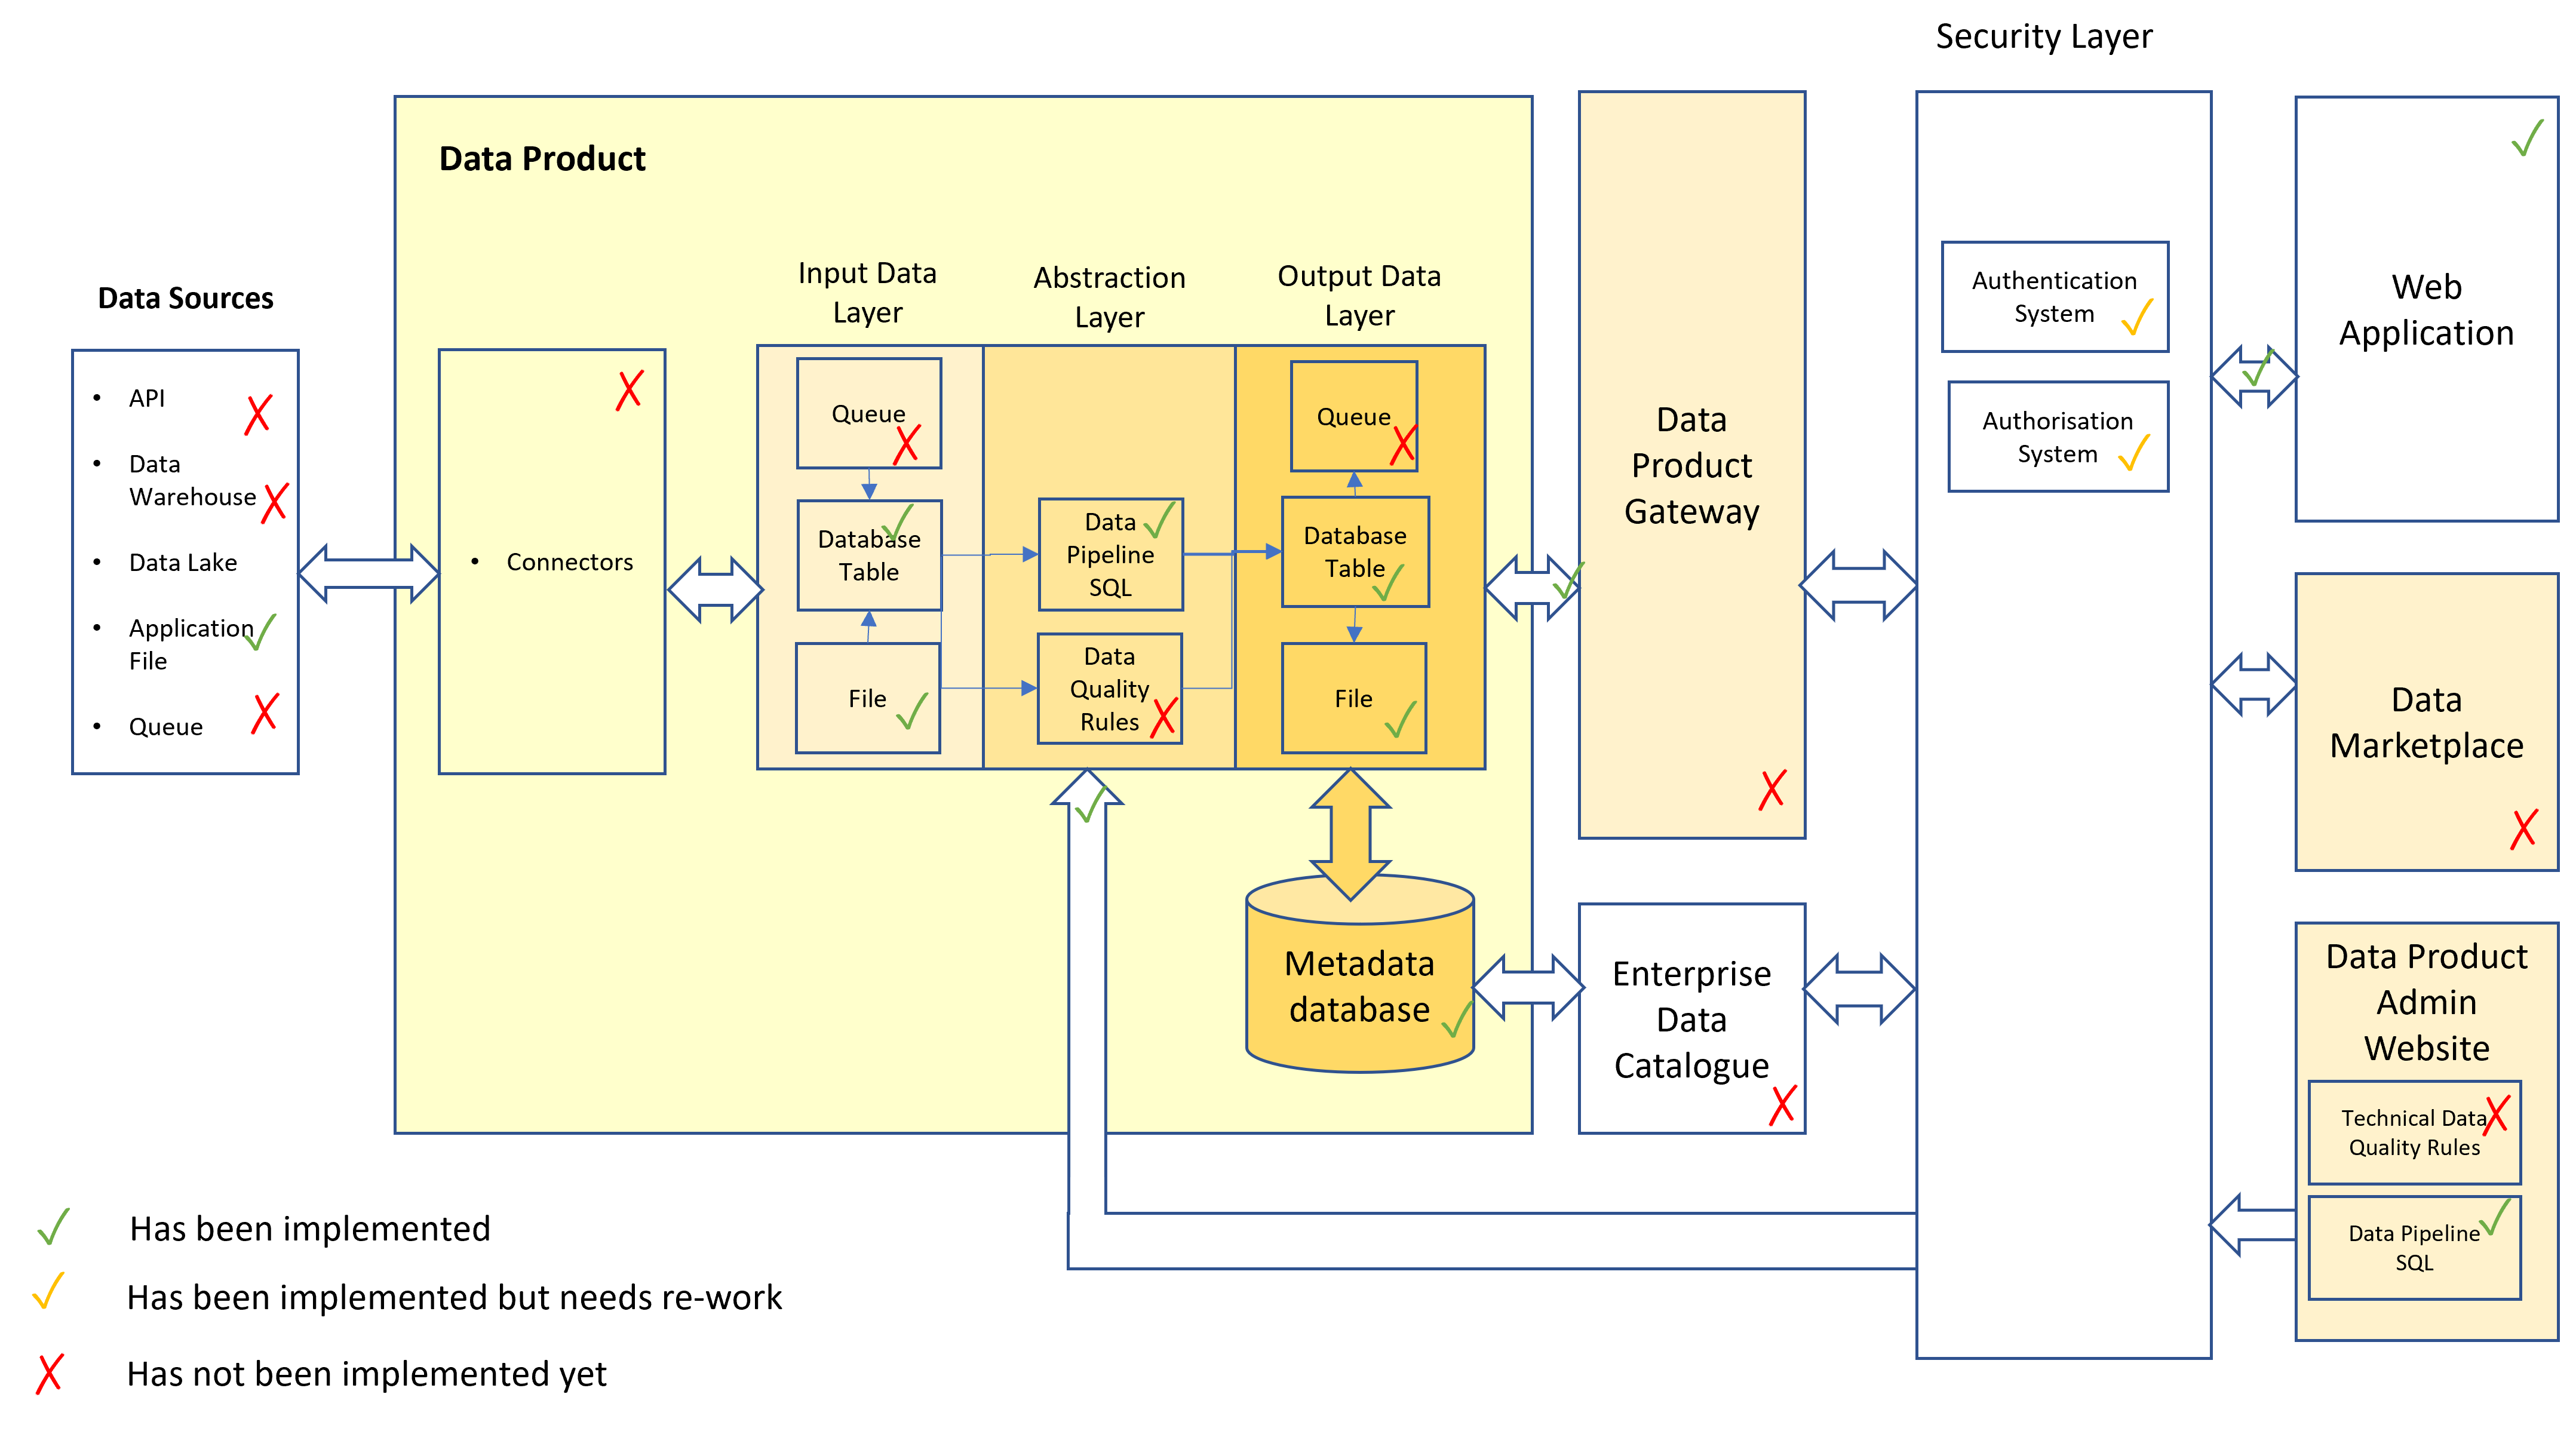 Security Layer
Data Product
Data Sources
• API
• Data
Warehouse
• Data Lake
• Application
File
• Queue
• Connectors
Input Data
Layer
Abstraction
Layer
Output Data
Layer
Queue
Database
Table
File
Data
Pipeline
SQL
Data
Quality
Rules
Queue
Database
Table
File
Metadata
database
Data
Product
Gateway
Enterprise
Data
Catalogue
Authentication
System
Authorisation
System
Web
Application
Data
Marketplace
Data Product
Admin
Website
Technical Data
Quality Rules
Data Pipeline
SQL
Has been implemented
Has been implemented but needs re-work
Has not been implemented yet